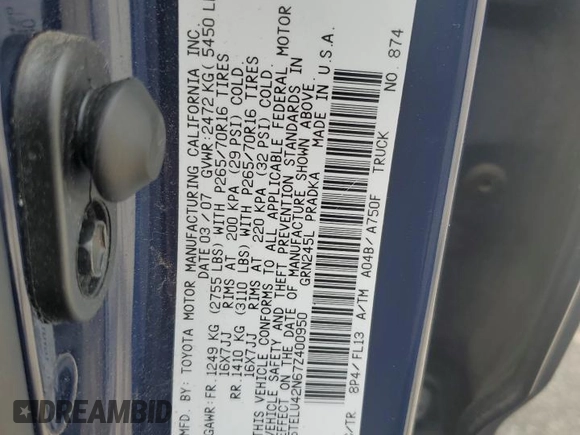 MFD. BY: TOYOTA MOTOR MANUFACTURING CALIFORNIA INC.
DATE 03/07 GVWR: 2472 KG( 5450 L
GAWR:FR. 1249 KG (2755 LBS) WITH P265/70R16 TIRES
16X7JJ RIMS AT 200 KPA (29 PSI) COLD.
RR. 1410 KG (3110 LBS) WITH P265/70R16 TIRES
16X7JJ RIMS AT 220 KPA (32 PSI) COLD.
THIS VEHICLE CONFORMS TO ALL APPLICABLE FEDERAL MOTOR
VEHICLE SAFETY AND THEFT PREVENTION STANDARDS IN
EFFECT ON THE DATE OF MANUFACTURE SHOWN ABOVE.
5TELU42N67Z400950 GRN245L PRADKA MADE IN U.S.A.
/TR 8P4/ FL13 A/TM A04B/ A750F TRUCK
NO. 874
DREAMBID